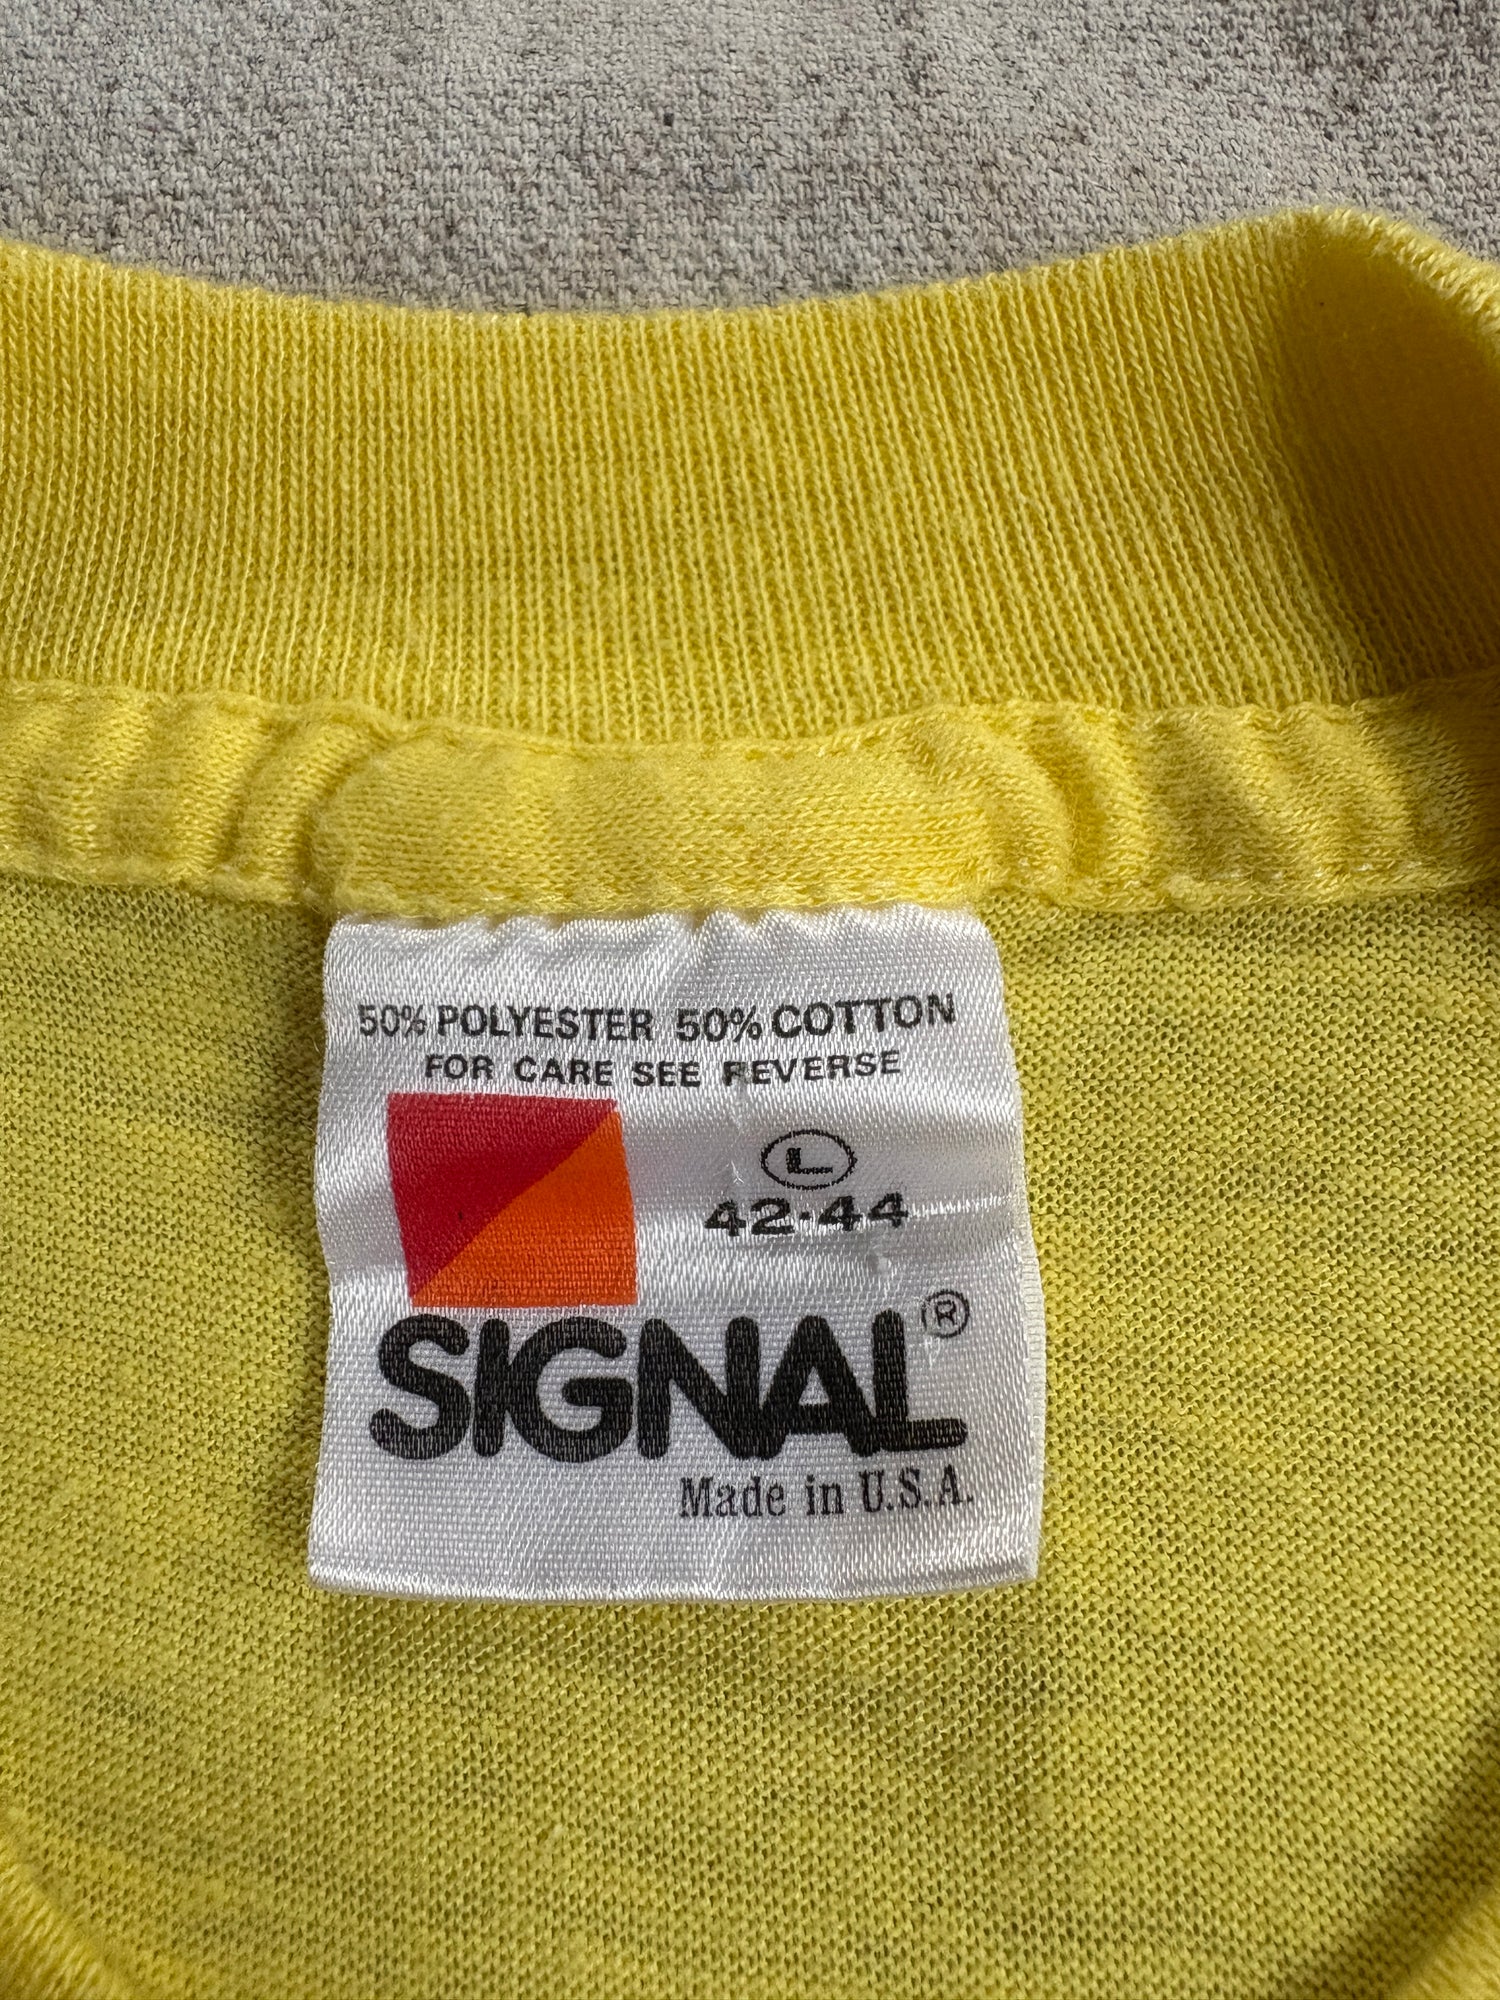 50% POLYESTER 50% COTTON
FOR CARE SEE REVERSE
L
42-44
SIGNAL®
Made in U.S.A.